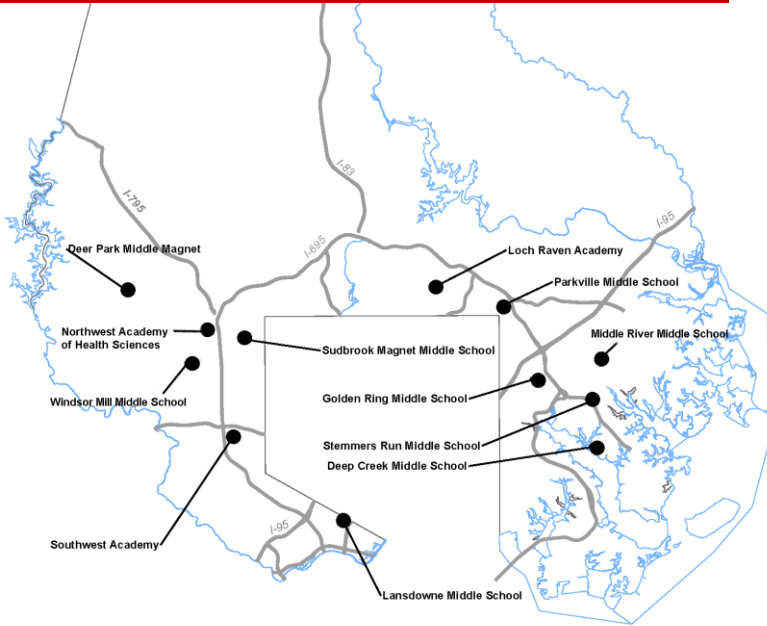 I-83
I-795
I-95
I-695
Deer Park Middle Magnet
Loch Raven Academy
Parkville Middle School
Northwest Academy
of Health Sciences
Middle River Middle School
Sudbrook Magnet Middle School
Windsor Mill Middle School
Golden Ring Middle School
Stemmers Run Middle School
Deep Creek Middle School
I-95
Southwest Academy
Lansdowne Middle School